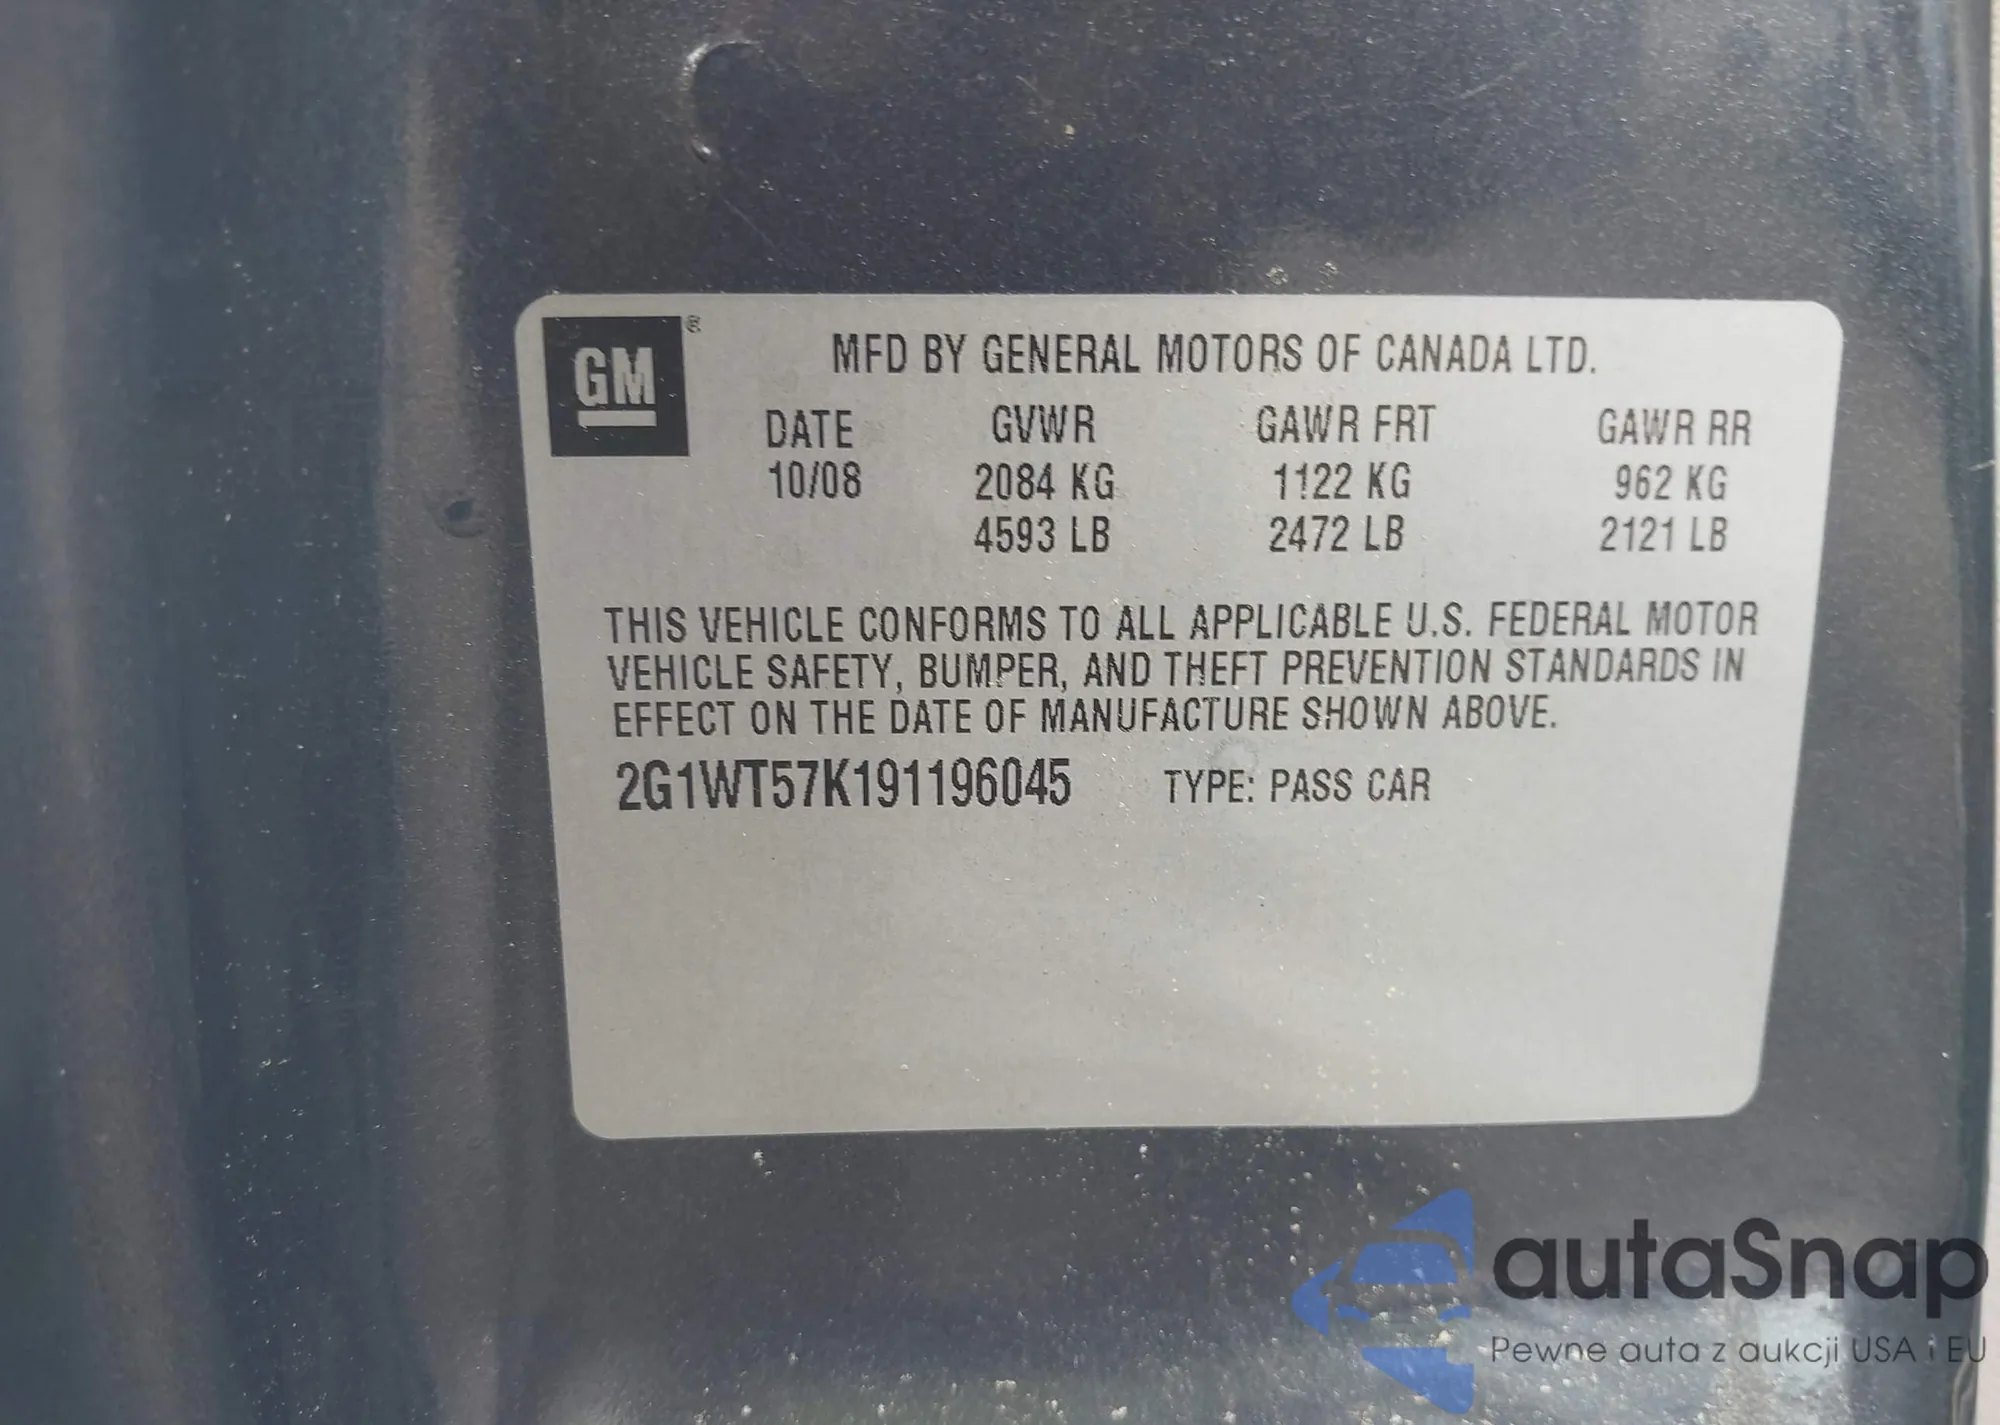 GM ®
MFD BY GENERAL MOTORS OF CANADA LTD.
DATE GVWR GAWR FRT GAWR RR
10/08 2084 KG 1122 KG 962 KG
4593 LB 2472 LB 2121 LB
THIS VEHICLE CONFORMS TO ALL APPLICABLE U.S. FEDERAL MOTOR
VEHICLE SAFETY, BUMPER, AND THEFT PREVENTION STANDARDS IN
EFFECT ON THE DATE OF MANUFACTURE SHOWN ABOVE.
2G1WT57K191196045 TYPE: PASS CAR
autaSnap
Pewne auta z aukcji USA i EU